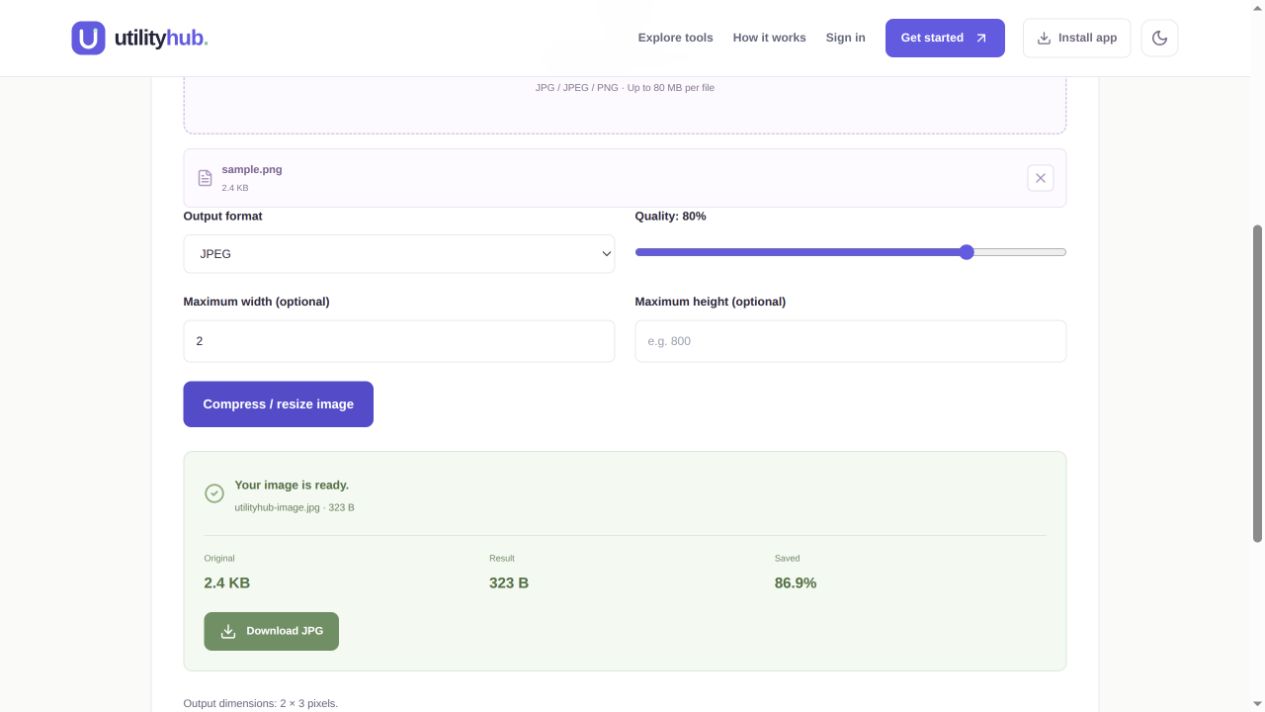 utilityhub.
Explore tools
How it works
Sign in
Get started
Install app
JPG / JPEG / PNG · Up to 80 MB per file
sample.png
2.4 KB
Output format
Quality: 80%
JPEG
Maximum width (optional)
Maximum height (optional)
2
e.g. 800
Compress / resize image
Your image is ready.
utilityhub-image.jpg · 323 B
Original
Result
Saved
2.4 KB
323 B
86.9%
Download JPG
Output dimensions: 2 × 3 pixels.